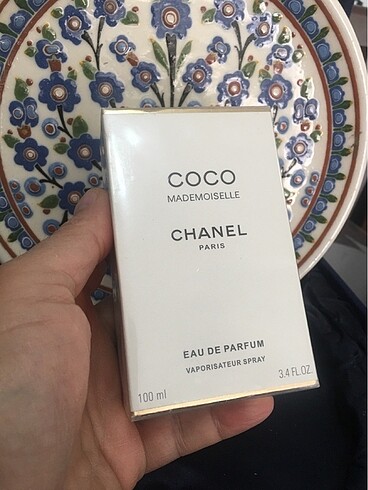 COCO
MADEMOISELLE
CHANEL
PARIS
EAU DE PARFUM
VAPORISATEUR SPRAY
100 ml
3.4 FL.OZ